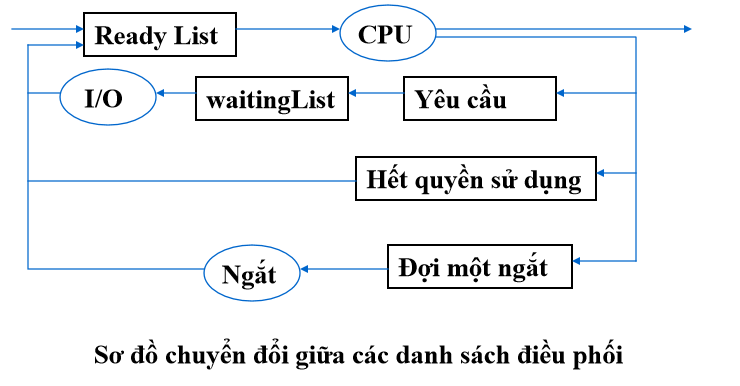 Ready List
CPU
I/O
waitingList
Yêu cầu
Hết quyền sử dụng
Ngắt
Đợi một ngắt
Sơ đồ chuyển đổi giữa các danh sách điều phối